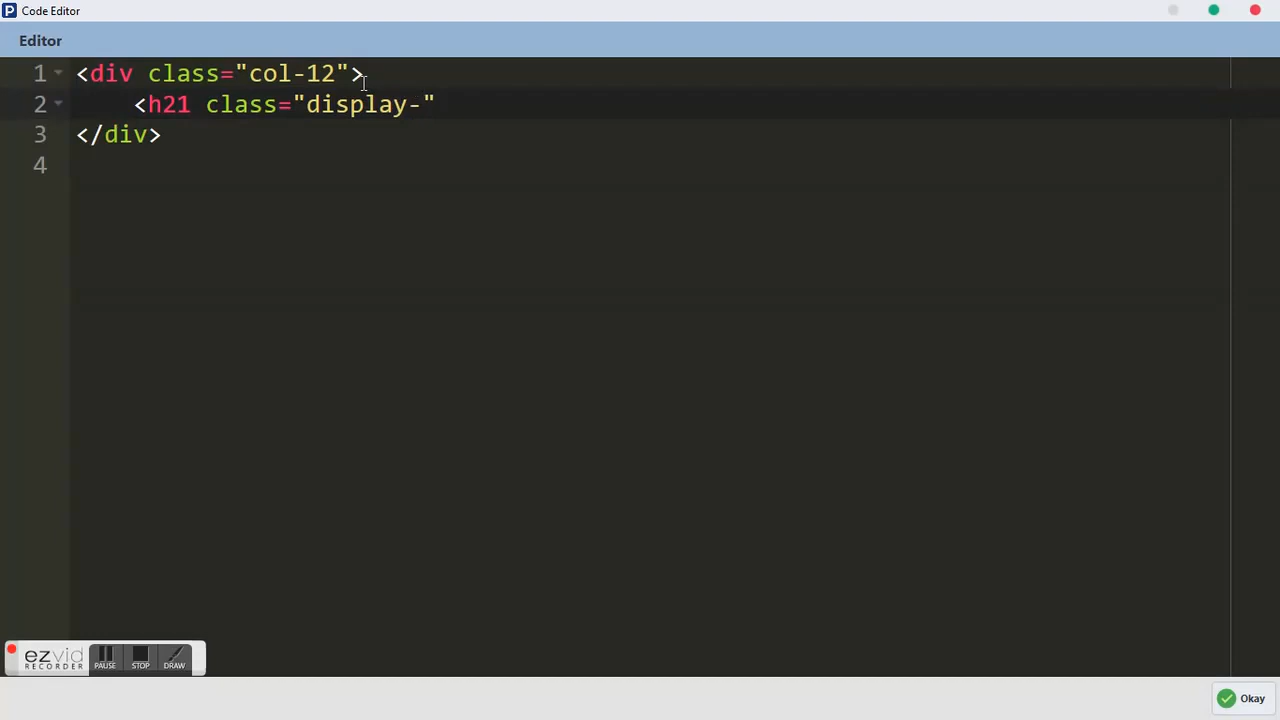 Code Editor
Editor
1 <div class="col-12">
2     <h21 class="display-"
3 </div>
4
ezvid
RECORDER
PAUSE STOP DRAW
Okay